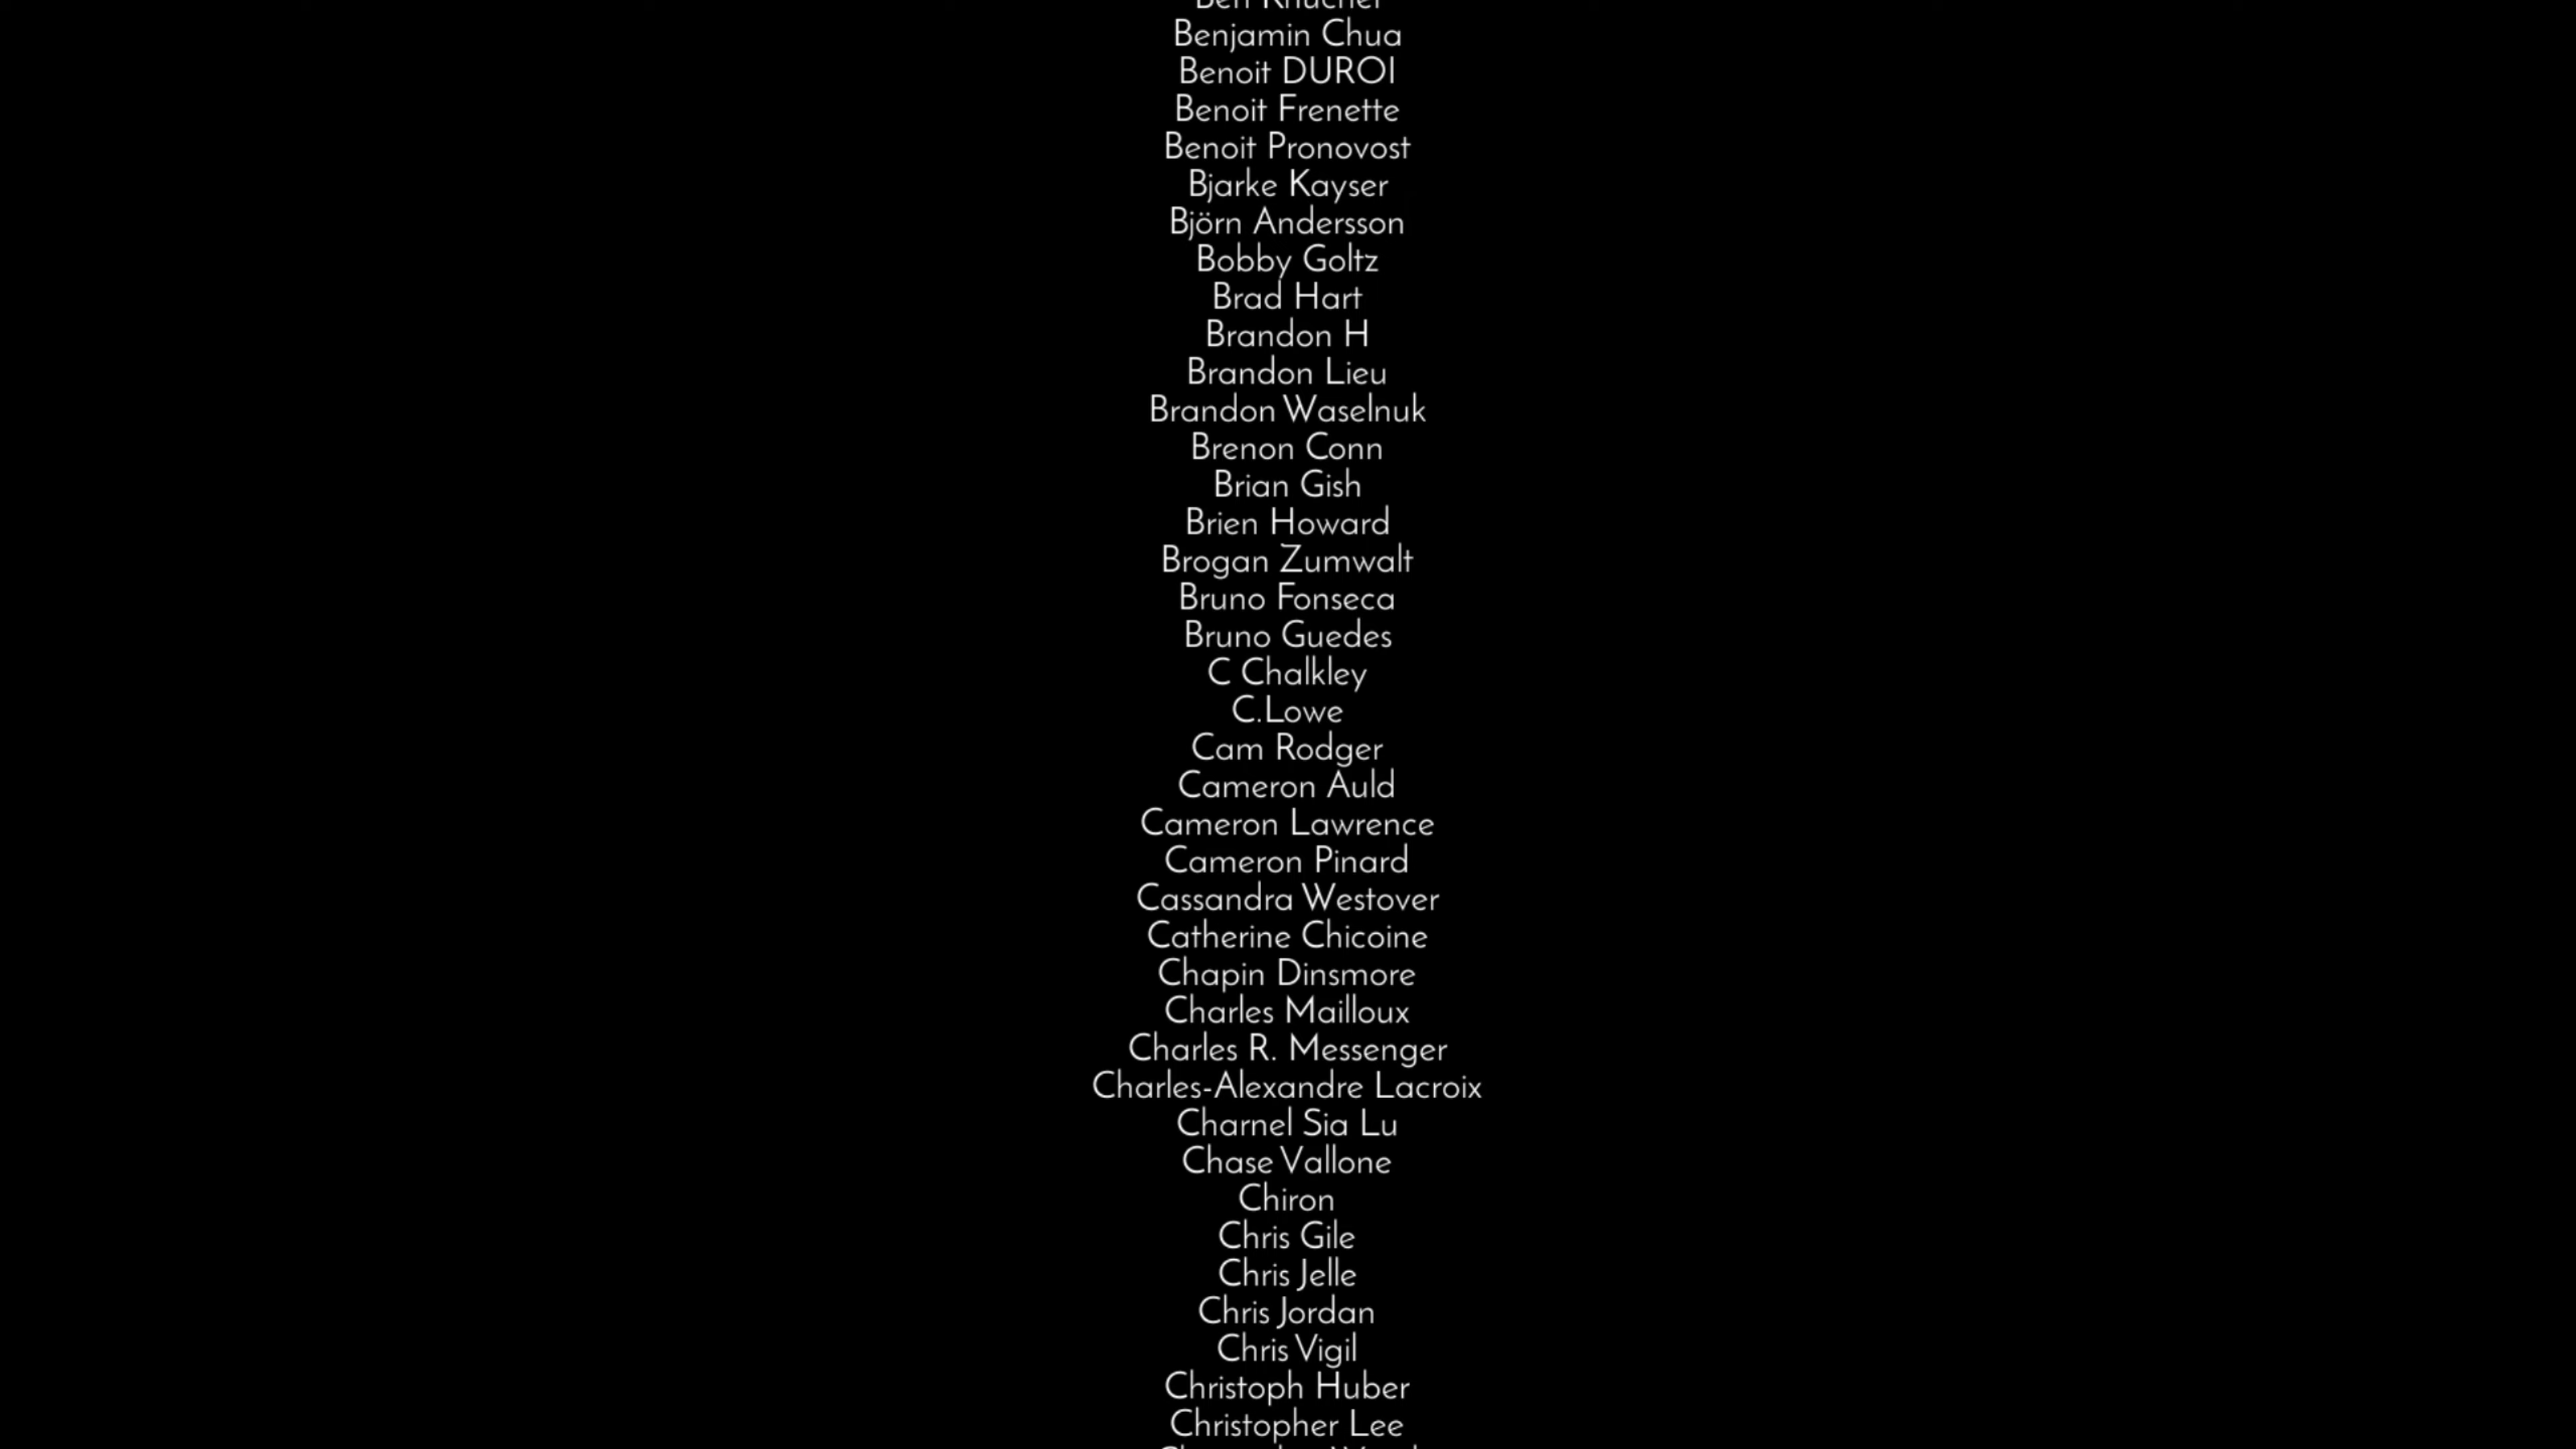 Benjamin Chua
Benoit DUROI
Benoit Frenette
Benoit Pronovost
Bjarke Kayser
Björn Andersson
Bobby Goltz
Brad Hart
Brandon H
Brandon Lieu
Brandon Waselnuk
Brenon Conn
Brian Gish
Brien Howard
Brogan Zumwalt
Bruno Fonseca
Bruno Guedes
C Chalkley
C.Lowe
Cam Rodger
Cameron Auld
Cameron Lawrence
Cameron Pinard
Cassandra Westover
Catherine Chicoine
Chapin Dinsmore
Charles Mailloux
Charles R. Messenger
Charles-Alexandre Lacroix
Charnel Sia Lu
Chase Vallone
Chiron
Chris Gile
Chris Jelle
Chris Jordan
Chris Vigil
Christoph Huber
Christopher Lee